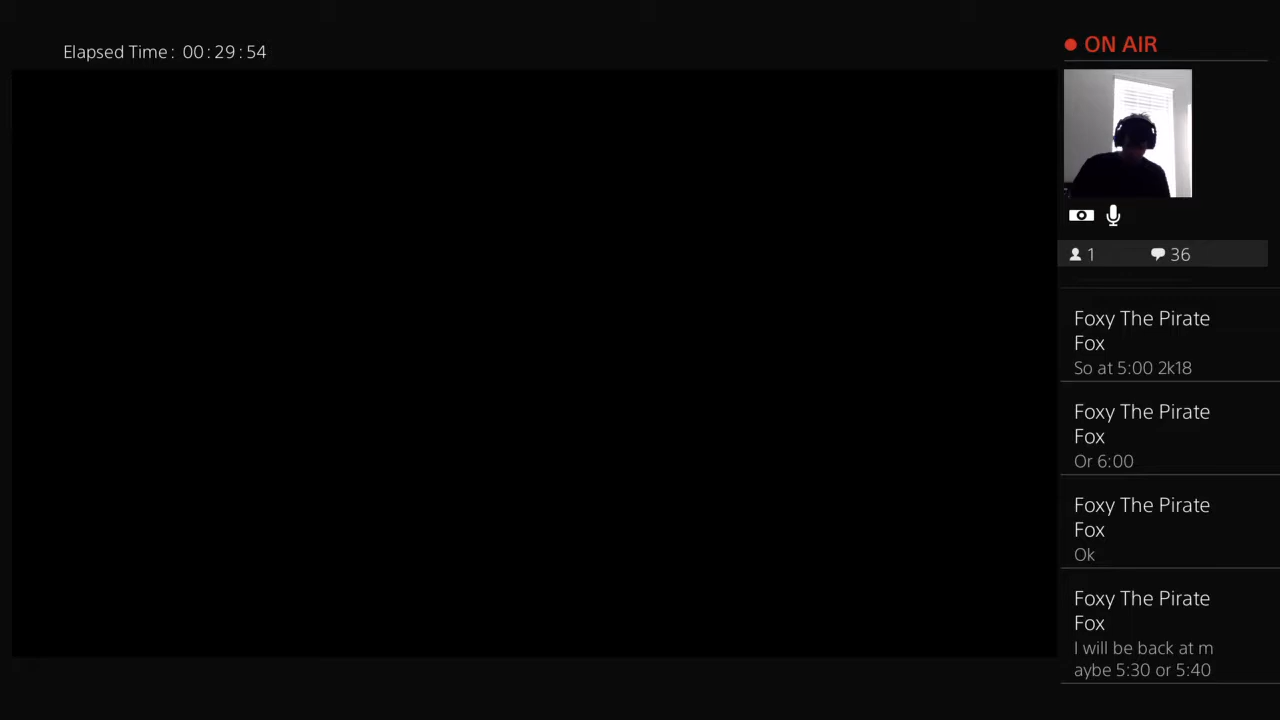 Elapsed Time: 00:29:54
ON AIR
1 36
Foxy The Pirate
Fox
So at 5:00 2k18
Foxy The Pirate
Fox
Or 6:00
Foxy The Pirate
Fox
Ok
Foxy The Pirate
Fox
I will be back at m
aybe 5:30 or 5:40